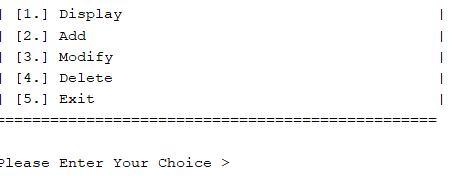 | [1.] Display |
| [2.] Add |
| [3.] Modify |
| [4.] Delete |
| [5.] Exit |
==================================================
Please Enter Your Choice >